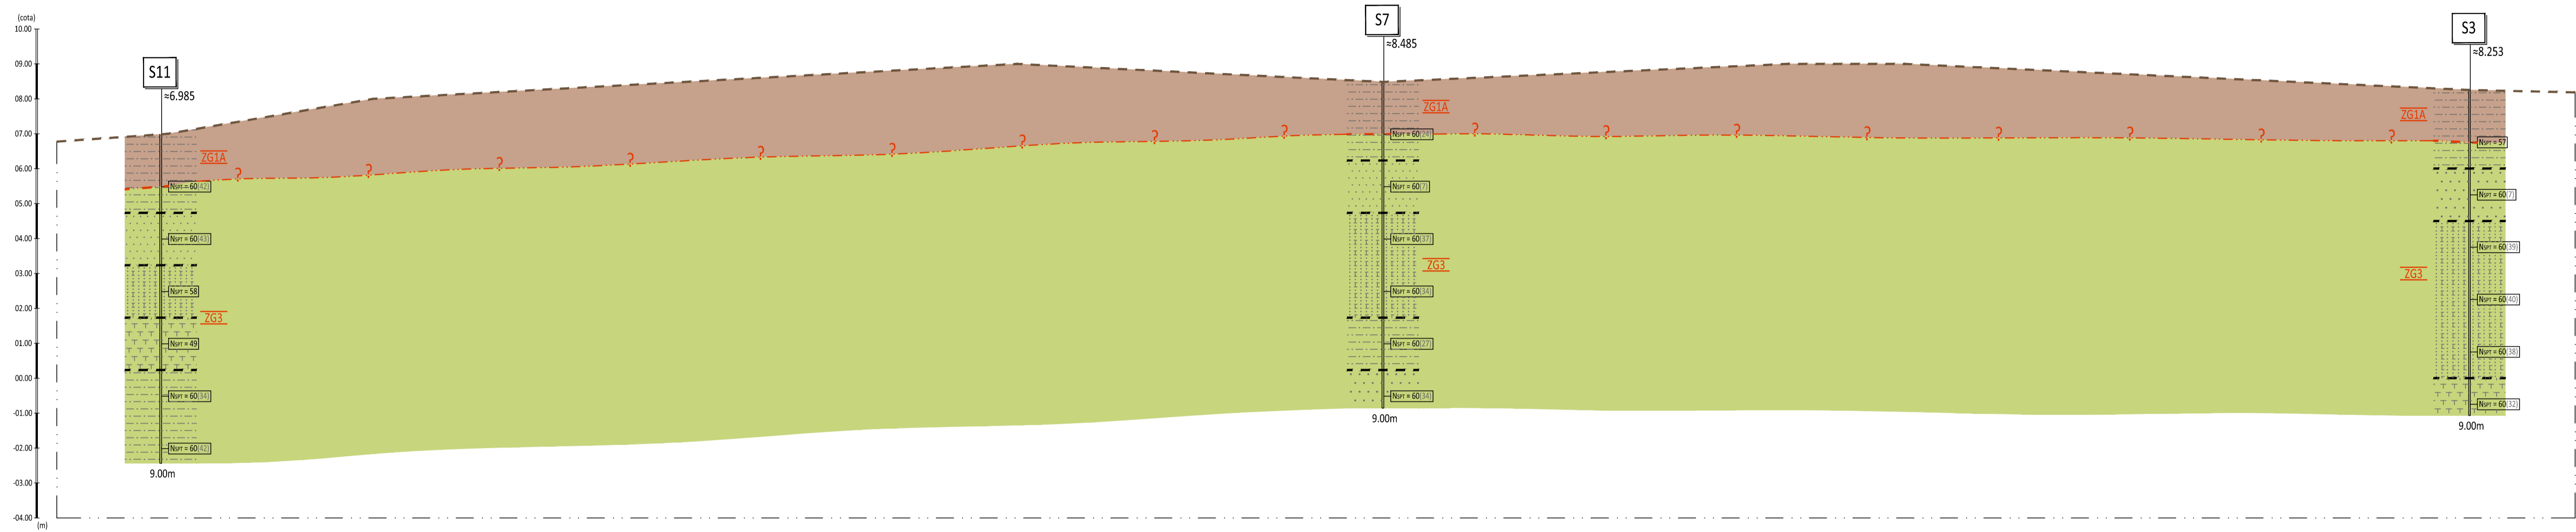 (cota)
10.00
09.00
08.00
07.00
06.00
05.00
04.00
03.00
02.00
01.00
00.00
-01.00
-02.00
-03.00
-04.00
(m)
S11
≈6.985
ZG1A
NSPT = 60(42)
NSPT = 60(43)
NSPT = 58
ZG3
NSPT = 49
NSPT = 60(34)
NSPT = 60(42)
9.00m
? ? ? ? ? ? ? ? ?
S7
≈8.485
ZG1A
NSPT = 60(24)
NSPT = 60(7)
NSPT = 60(37)
ZG3
NSPT = 60(34)
NSPT = 60(27)
NSPT = 60(34)
9.00m
? ? ? ? ? ? ? ?
S3
≈8.253
ZG1A
NSPT = 57
NSPT = 60(7)
NSPT = 60(39)
ZG3
NSPT = 60(40)
NSPT = 60(38)
NSPT = 60(32)
9.00m